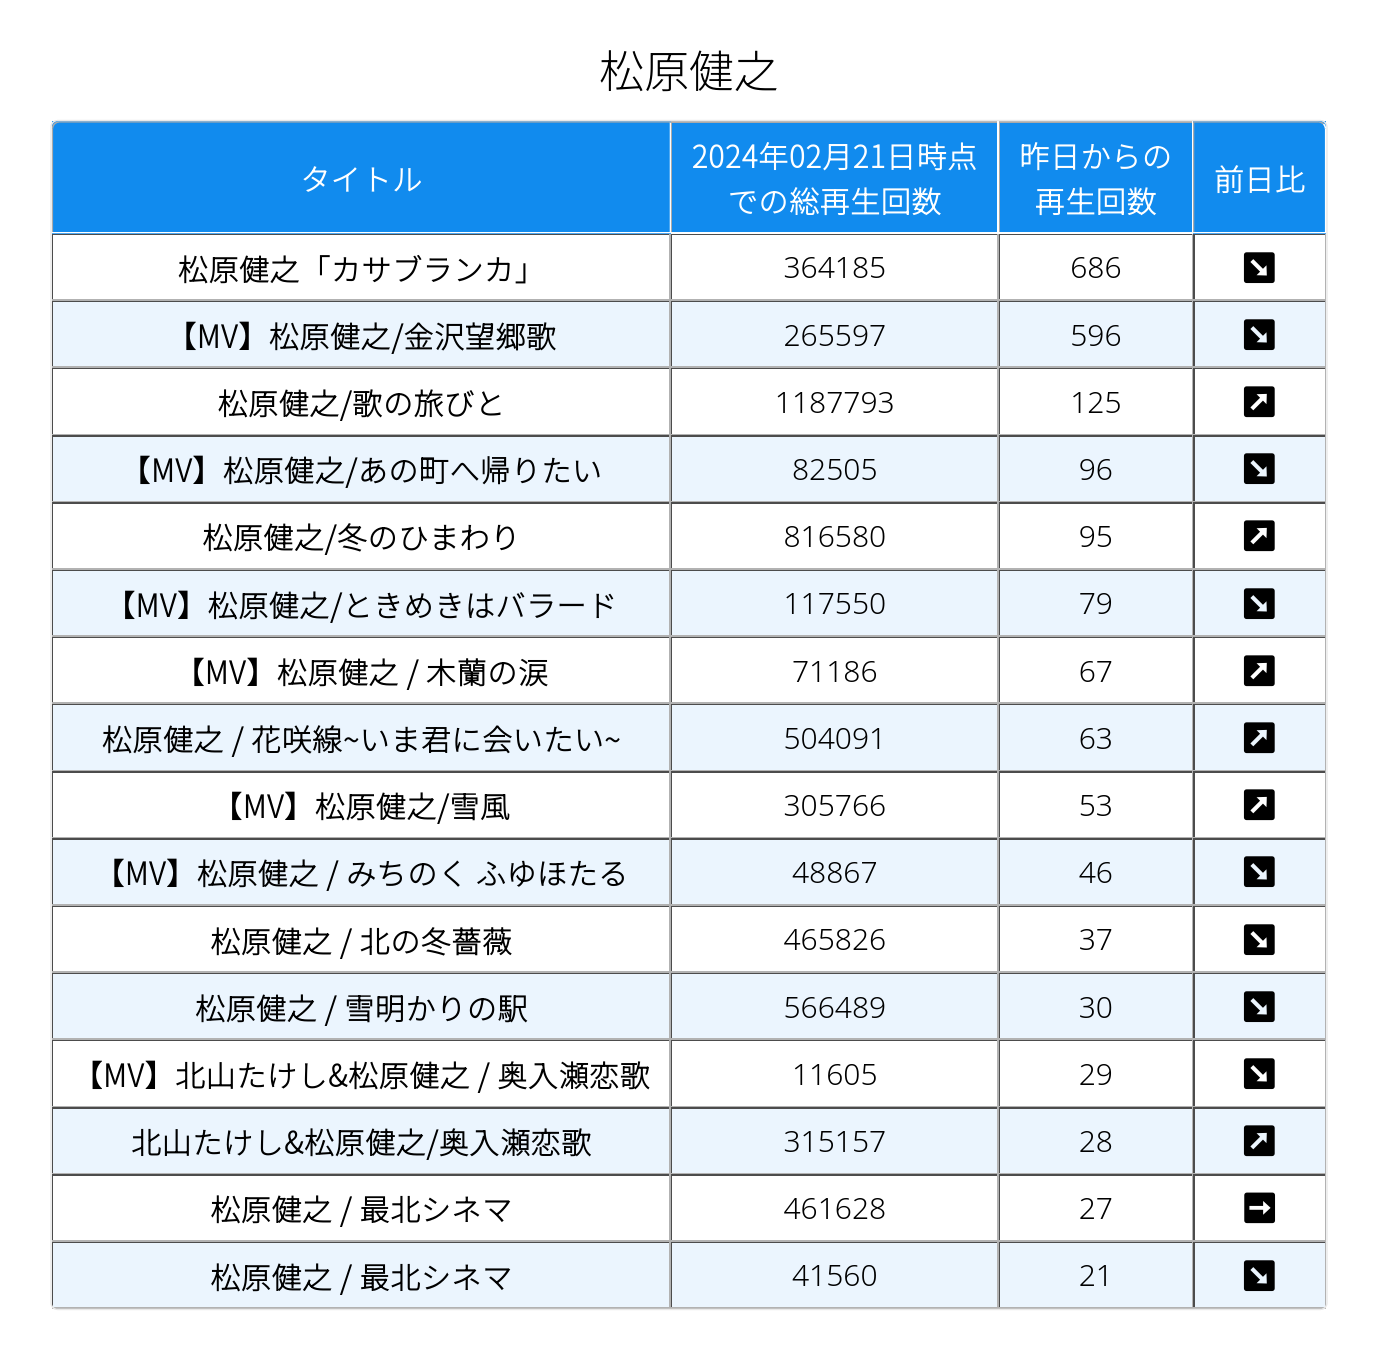 松原健之
タイトル
2024年02月21日時点
での総再生回数
昨日からの
再生回数
前日比
松原健之「カサブランカ」 364185 686 ↘
【MV】松原健之/金沢望郷歌 265597 596 ↘
松原健之/歌の旅びと 1187793 125 ↗
【MV】松原健之/あの町へ帰りたい 82505 96 ↘
松原健之/冬のひまわり 816580 95 ↗
【MV】松原健之/ときめきはバラード 117550 79 ↘
【MV】松原健之 / 木蘭の涙 71186 67 ↗
松原健之 / 花咲線~いま君に会いたい~ 504091 63 ↗
【MV】松原健之/雪風 305766 53 ↗
【MV】松原健之 / みちのく ふゆほたる 48867 46 ↘
松原健之 / 北の冬薔薇 465826 37 ↘
松原健之 / 雪明かりの駅 566489 30 ↘
【MV】北山たけし&松原健之 / 奥入瀬恋歌 11605 29 ↘
北山たけし&松原健之/奥入瀬恋歌 315157 28 ↗
松原健之 / 最北シネマ 461628 27 →
松原健之 / 最北シネマ 41560 21 ↘